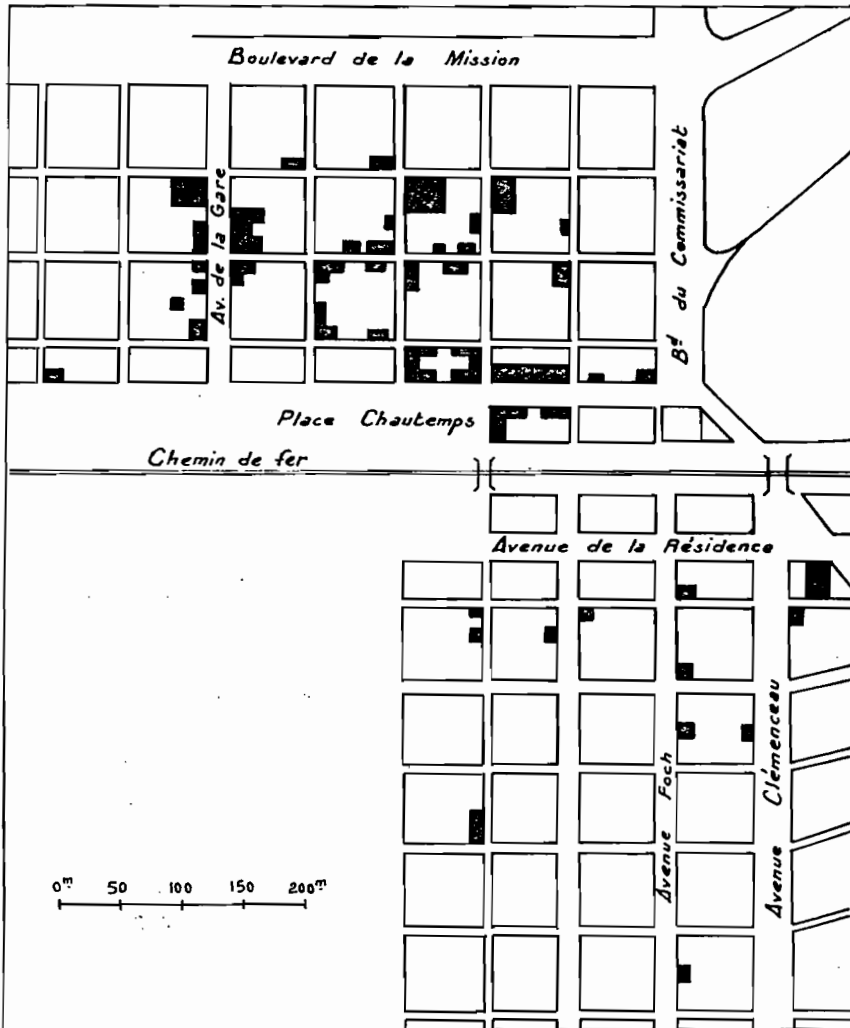 Boulevard de la Mission
Av. de la Gare
Bd du Commissariat
Place Chautemps
Chemin de fer
Avenue de la Résidence
Avenue Foch
Avenue Clémenceau
0m 50 100 150 200m